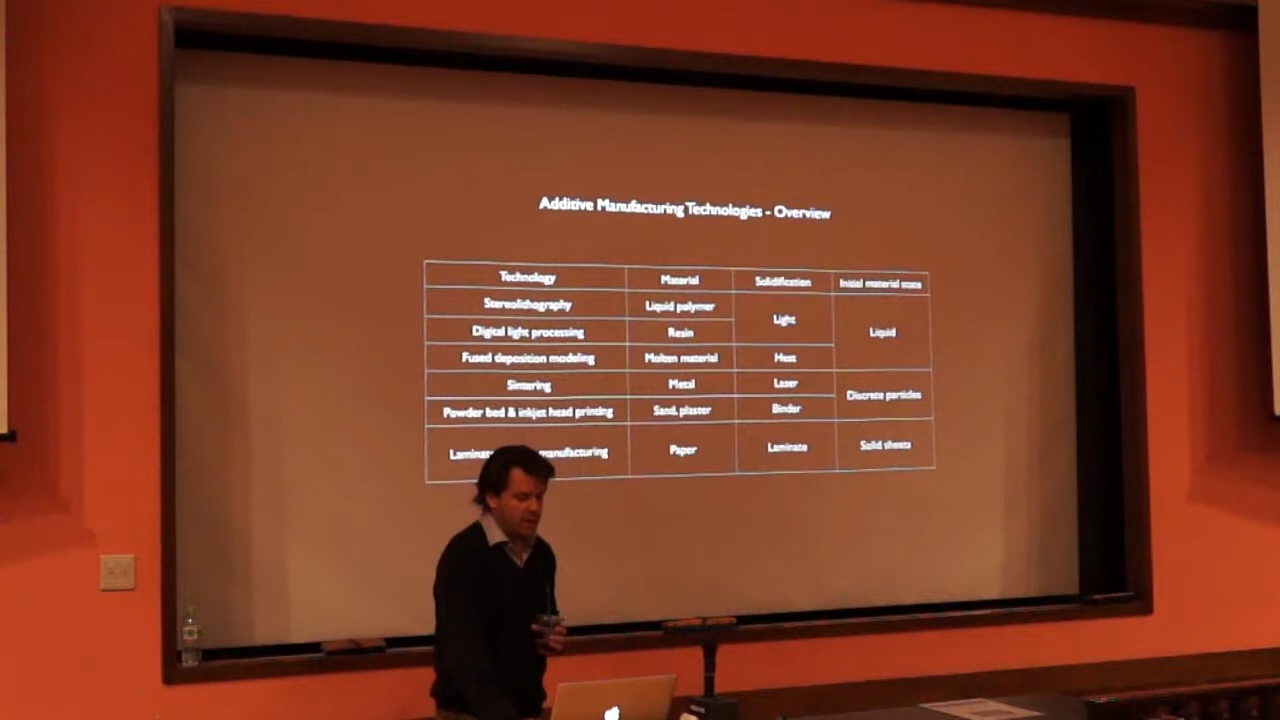 Additive Manufacturing Technologies - Overview
Technology Material Solidification Initial material state
Stereolithography Liquid polymer Light Liquid
Digital light processing Resin
Fused deposition modeling Molten material Heat
Sintering Metal Laser Discrete particles
Powder bed & inkjet head printing Sand, plaster Binder
manufacturing Paper Laminate Solid sheets